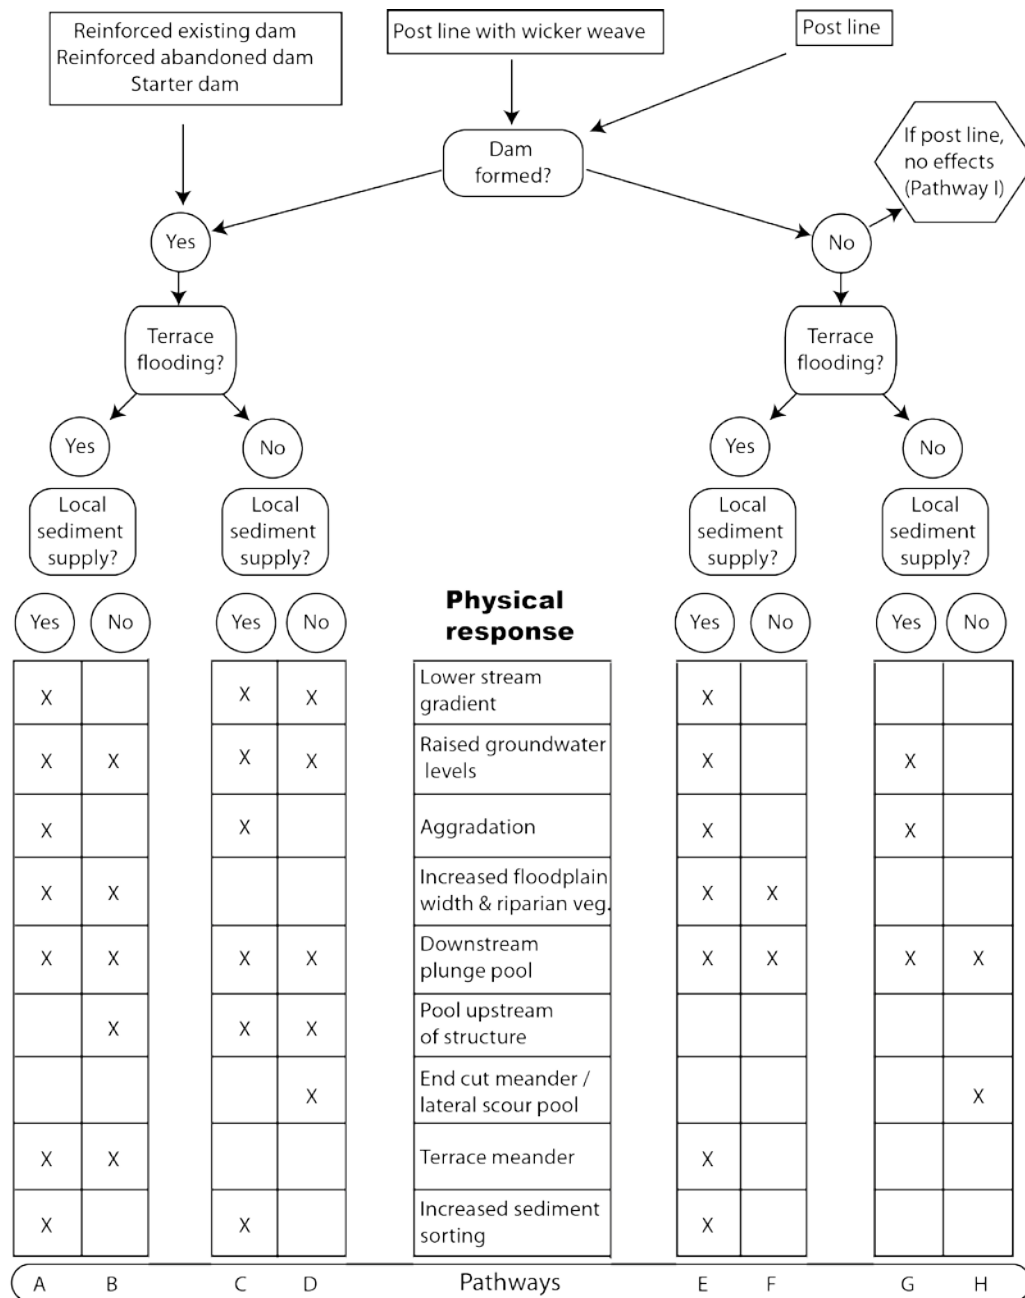 Reinforced existing dam
Reinforced abandoned dam
Starter dam
Post line with wicker weave
Post line
If post line,
no effects
(Pathway I)
Dam
formed?
Yes
No
Terrace
flooding?
Terrace
flooding?
Yes
No
Yes
No
Local
sediment
supply?
Local
sediment
supply?
Local
sediment
supply?
Local
sediment
supply?
Yes
No
Yes
No
Physical
response
Yes
No
Yes
No
X X X Lower stream X
gradient
X X X X Raised groundwater X X
levels
X X Aggradation X X
X X Increased floodplain X X
width & riparian veg.
X X X X Downstream X X X X
plunge pool
X X X Pool upstream
of structure
X End cut meander / X
lateral scour pool
X X Terrace meander X
X X Increased sediment X
sorting
A B C D Pathways E F G H